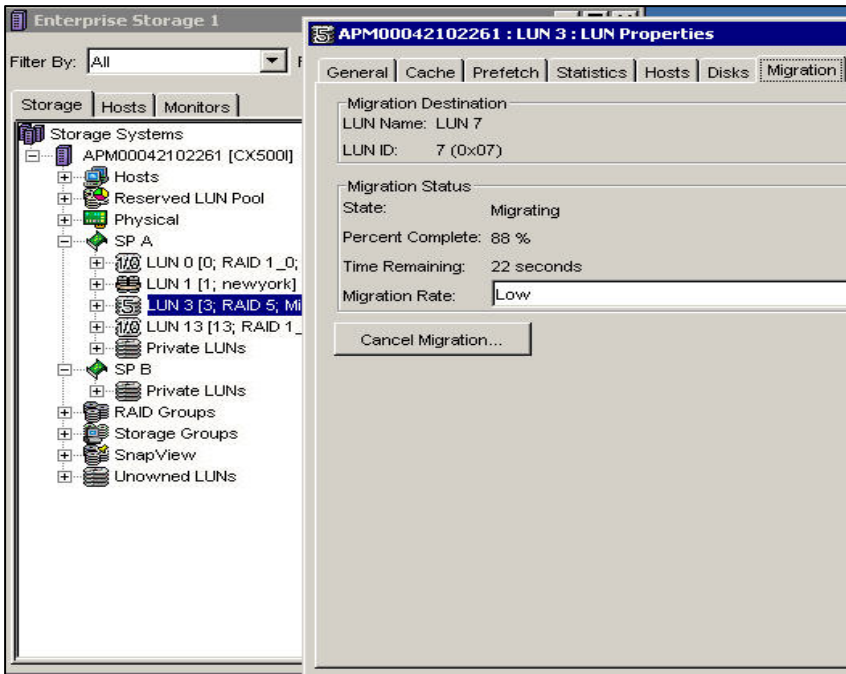 Enterprise Storage 1
Filter By: All
Storage Hosts Monitors
Storage Systems
APM00042102261 [CX500I]
Hosts
Reserved LUN Pool
Physical
SP A
LUN 0 [0; RAID 1_0;
LUN 1 [1; newyork]
LUN 3 [3; RAID 5; Mi
LUN 13 [13; RAID 1_
Private LUNs
SP B
Private LUNs
RAID Groups
Storage Groups
SnapView
Unowned LUNs
APM00042102261 : LUN 3 : LUN Properties
General Cache Prefetch Statistics Hosts Disks Migration
Migration Destination
LUN Name: LUN 7
LUN ID: 7 (0x07)
Migration Status
State: Migrating
Percent Complete: 88 %
Time Remaining: 22 seconds
Migration Rate: Low
Cancel Migration...